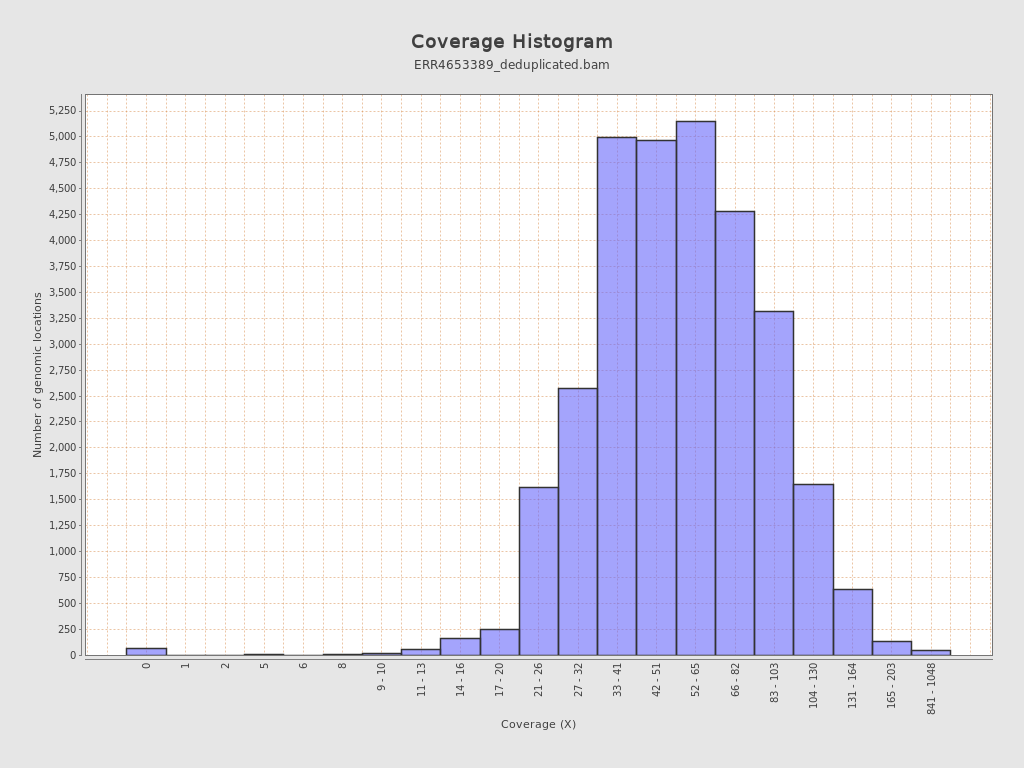 Coverage Histogram
ERR4653389_deduplicated.bam
Number of genomic locations
5,250
5,000
4,750
4,500
4,250
4,000
3,750
3,500
3,250
3,000
2,750
2,500
2,250
2,000
1,750
1,500
1,250
1,000
750
500
250
0
0
1
2
5
6
8
9 - 10
11 - 13
14 - 16
17 - 20
21 - 26
27 - 32
33 - 41
42 - 51
52 - 65
66 - 82
83 - 103
104 - 130
131 - 164
165 - 203
841 - 1048
Coverage (X)